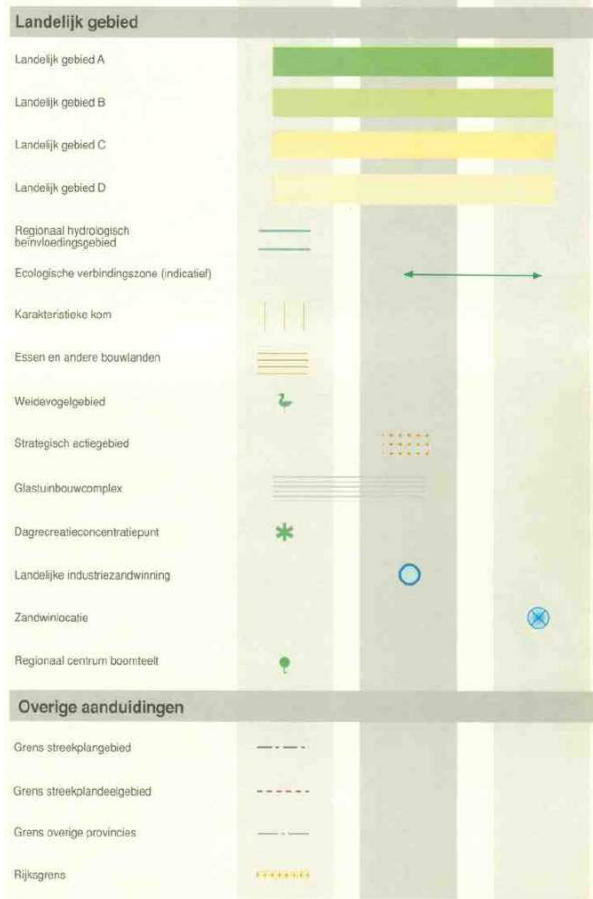 Landelijk gebied
Landelijk gebied A
Landelijk gebied B
Landelijk gebied C
Landelijk gebied D
Regionaal hydrologisch
beïnvloedingsgebied
Ecologische verbindingszone (indicatief)
Karakteristieke kom
Essen en andere bouwlanden
Weidevogelgebied
Strategisch actiegebied
Glastuinbouwcomplex
Dagrecreatieconcentratiepunt
Landelijke industriezandwinning
Zandwinlocatie
Regionaal centrum boomteelt
Overige aanduidingen
Grens streekplangebied
Grens streekplandeelgebied
Grens overige provincies
Rijksgrens